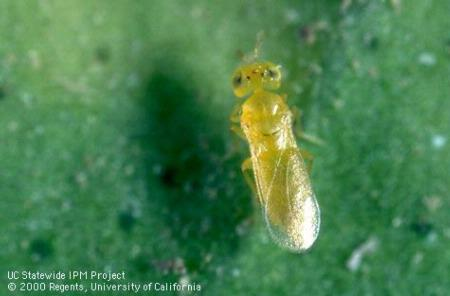 UC Statewide IPM Project
© 2000 Regents, University of California